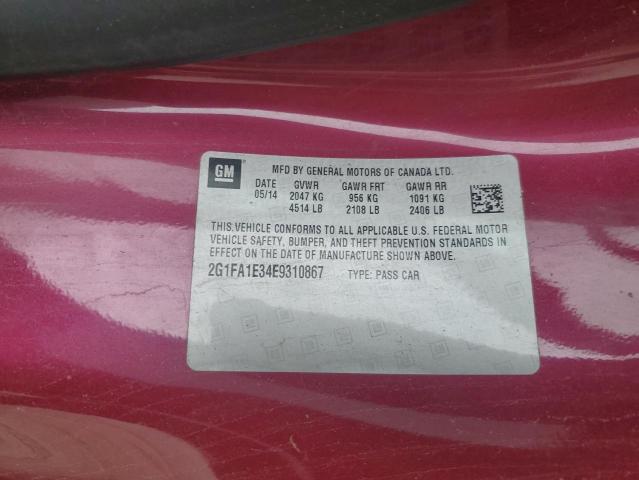 GM
MFD BY GENERAL MOTORS OF CANADA LTD.
DATE GVWR GAWR FRT GAWR RR
05/14 2047 KG 956 KG 1091 KG
4514 LB 2108 LB 2406 LB
THIS VEHICLE CONFORMS TO ALL APPLICABLE U.S. FEDERAL MOTOR
VEHICLE SAFETY, BUMPER, AND THEFT PREVENTION STANDARDS IN
EFFECT ON THE DATE OF MANUFACTURE SHOWN ABOVE.
2G1FA1E34E9310867 TYPE: PASS CAR